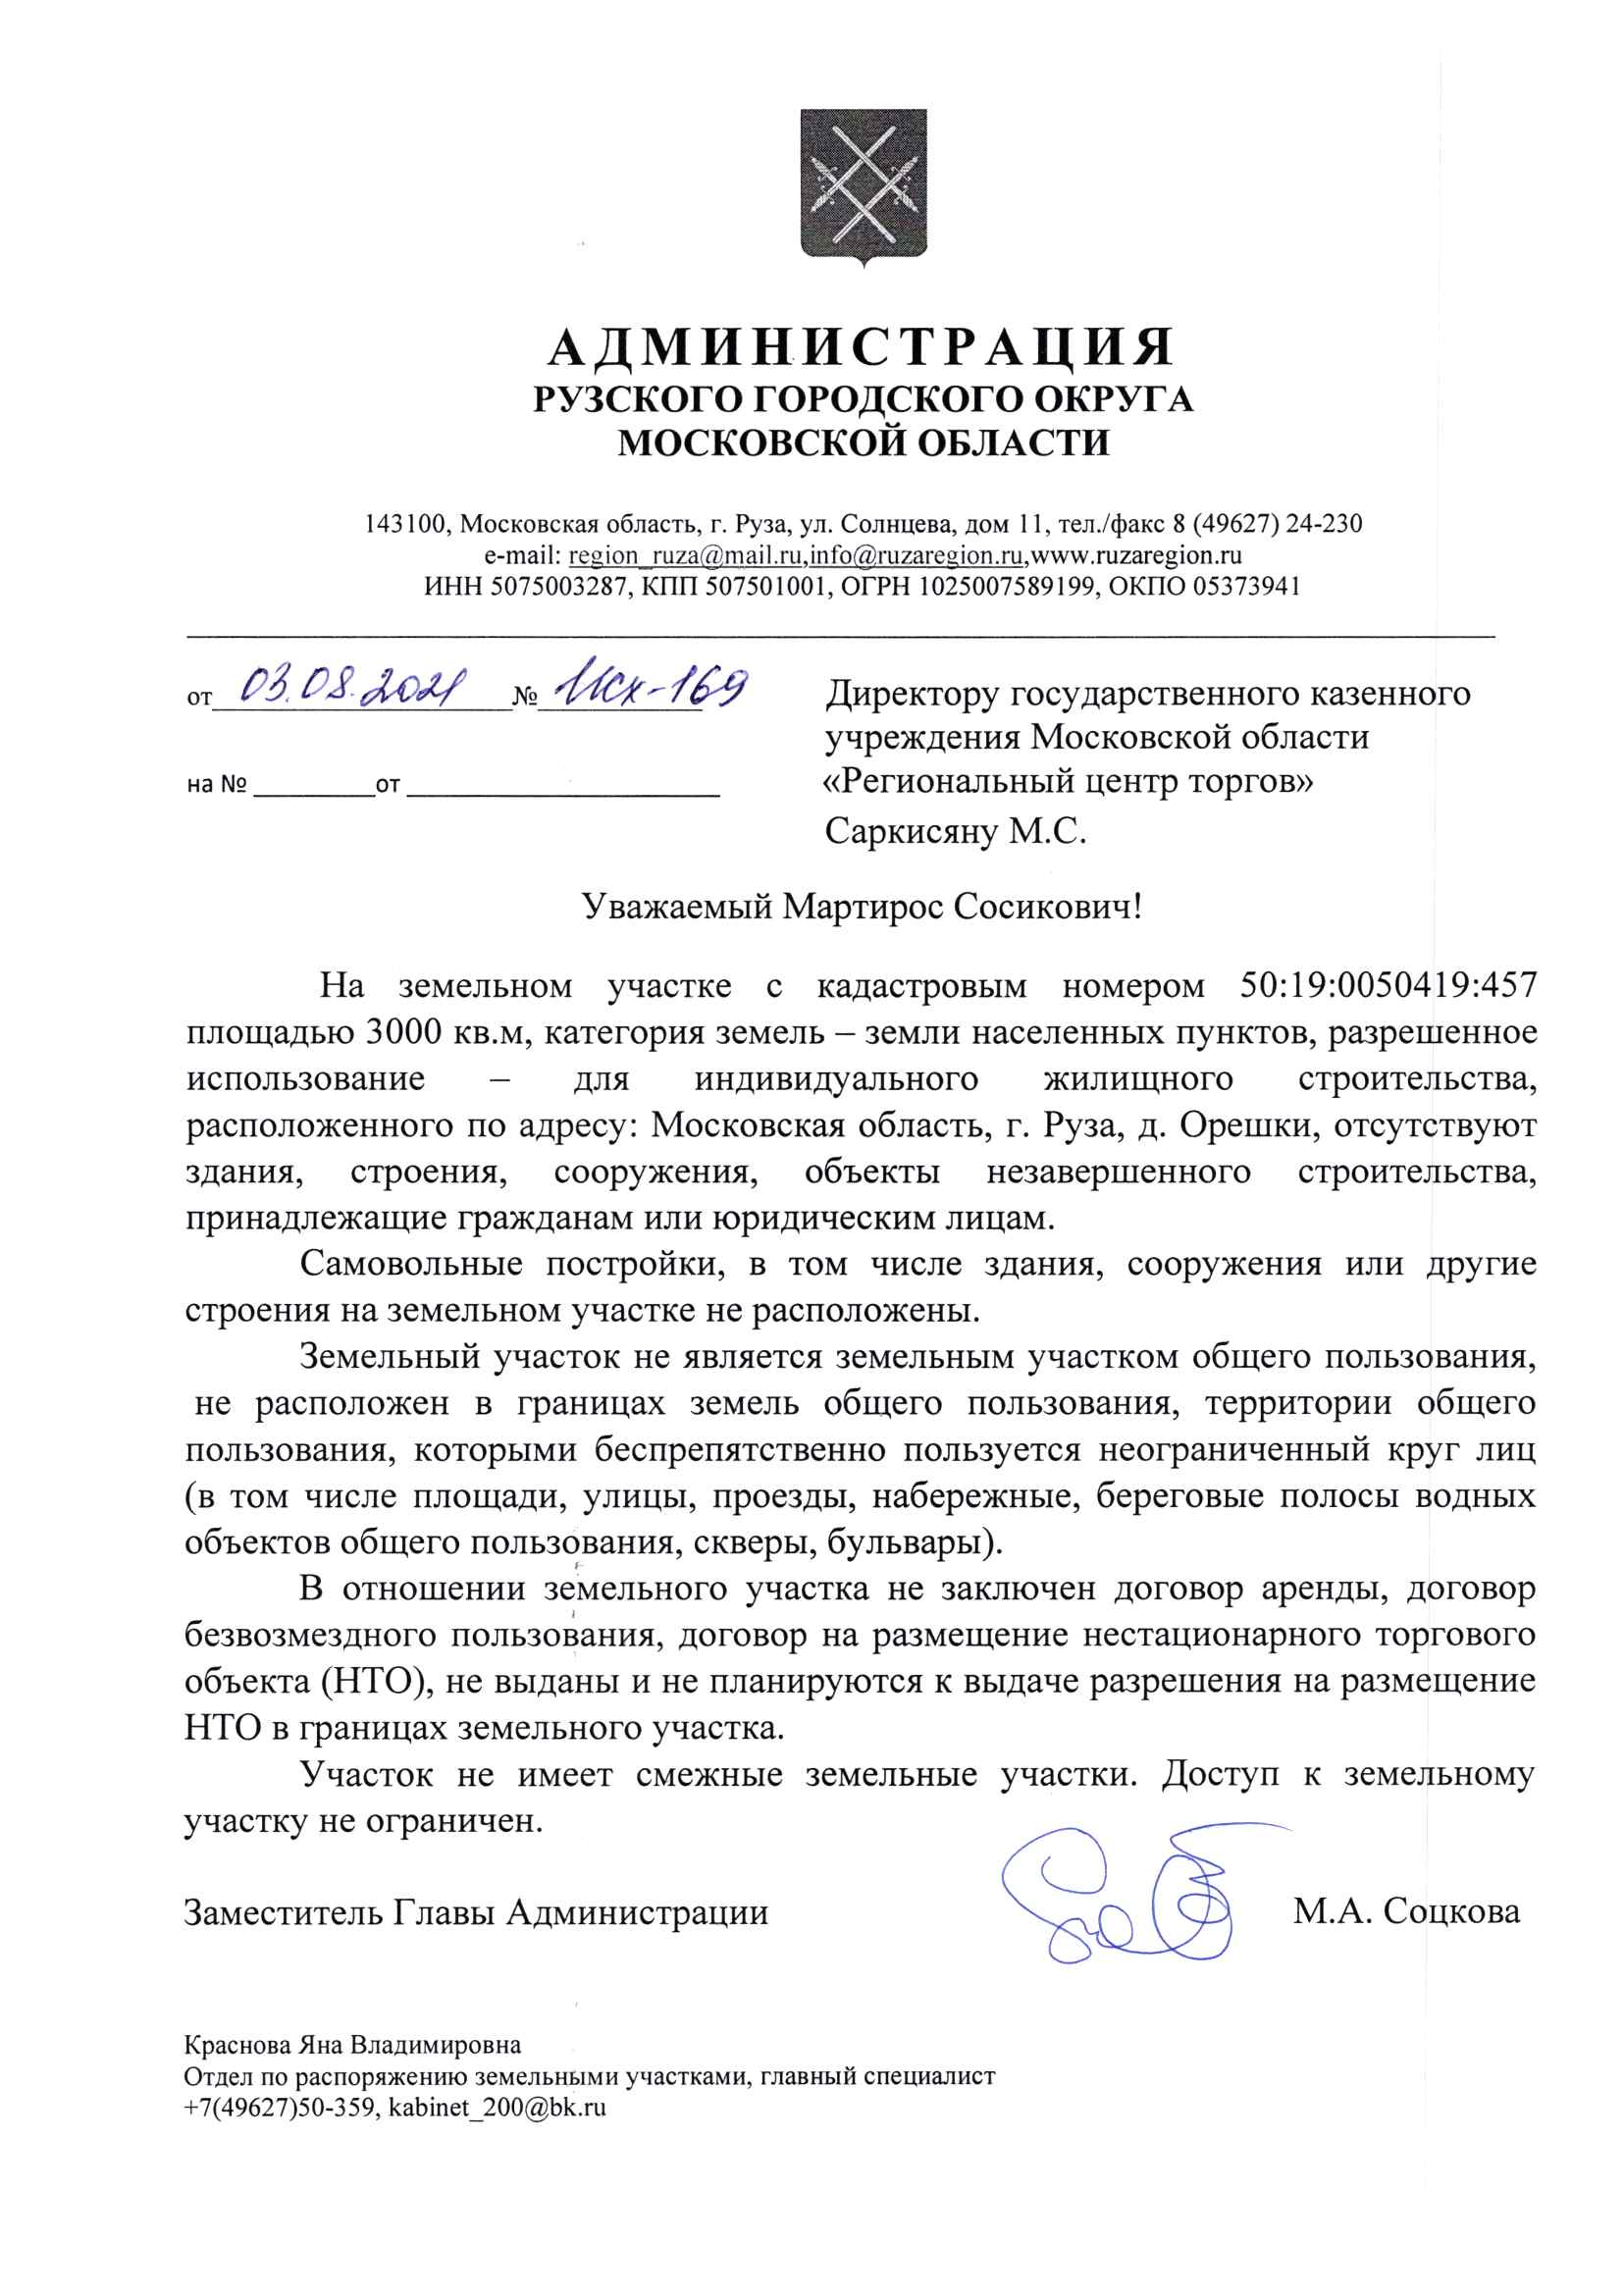 АДМИНИСТРАЦИЯ
РУЗСКОГО ГОРОДСКОГО ОКРУГА
МОСКОВСКОЙ ОБЛАСТИ
143100, Московская область, г. Руза, ул. Солнцева, дом 11, тел./факс 8 (49627) 24-230
e-mail: region_ruza@mail.ru,info@ruzaregion.ru,www.ruzaregion.ru
ИНН 5075003287, КПП 507501001, ОГРН 1025007589199, ОКПО 05373941
от 03.08.2021 № Исх-169
на № от
Директору государственного казенного
учреждения Московской области
«Региональный центр торгов»
Саркисяну М.С.
Уважаемый Мартирос Сосикович!
На земельном участке с кадастровым номером 50:19:0050419:457
площадью 3000 кв.м, категория земель – земли населенных пунктов, разрешенное
использование – для индивидуального жилищного строительства,
расположенного по адресу: Московская область, г. Руза, д. Орешки, отсутствуют
здания, строения, сооружения, объекты незавершенного строительства,
принадлежащие гражданам или юридическим лицам.
Самовольные постройки, в том числе здания, сооружения или другие
строения на земельном участке не расположены.
Земельный участок не является земельным участком общего пользования,
не расположен в границах земель общего пользования, территории общего
пользования, которыми беспрепятственно пользуется неограниченный круг лиц
(в том числе площади, улицы, проезды, набережные, береговые полосы водных
объектов общего пользования, скверы, бульвары).
В отношении земельного участка не заключен договор аренды, договор
безвозмездного пользования, договор на размещение нестационарного торгового
объекта (НТО), не выданы и не планируются к выдаче разрешения на размещение
НТО в границах земельного участка.
Участок не имеет смежные земельные участки. Доступ к земельному
участку не ограничен.
Заместитель Главы Администрации М.А. Соцкова
Краснова Яна Владимировна
Отдел по распоряжению земельными участками, главный специалист
+7(49627)50-359, kabinet_200@bk.ru